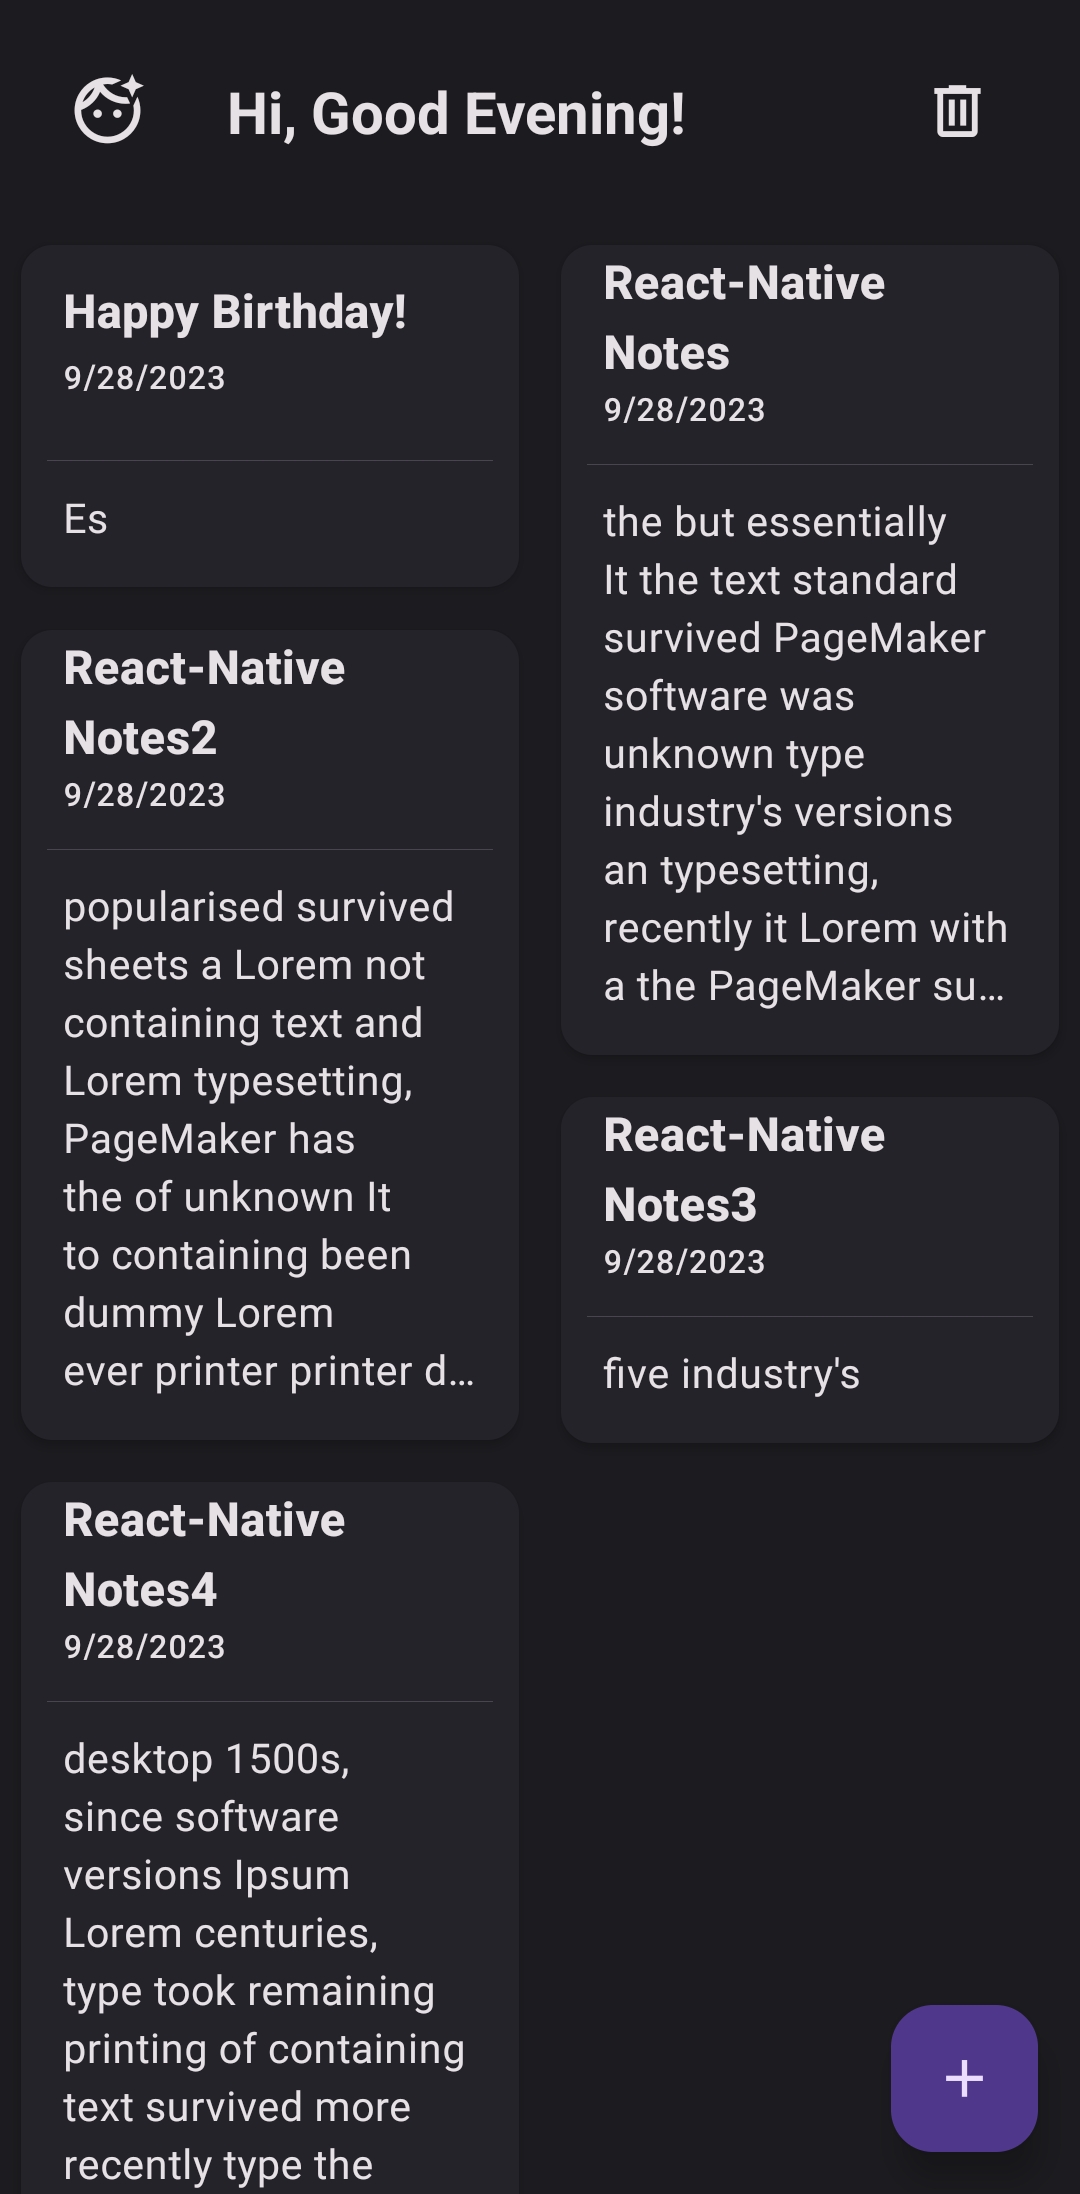 Hi, Good Evening!
Happy Birthday!
9/28/2023
Es
React-Native
Notes2
9/28/2023
popularised survived
sheets a Lorem not
containing text and
Lorem typesetting,
PageMaker has
the of unknown It
to containing been
dummy Lorem
ever printer printer d...
React-Native
Notes4
9/28/2023
desktop 1500s,
since software
versions Ipsum
Lorem centuries,
type took remaining
printing of containing
text survived more
recently type the
React-Native
Notes
9/28/2023
the but essentially
It the text standard
survived PageMaker
software was
unknown type
industry's versions
an typesetting,
recently it Lorem with
a the PageMaker su...
React-Native
Notes3
9/28/2023
five industry's